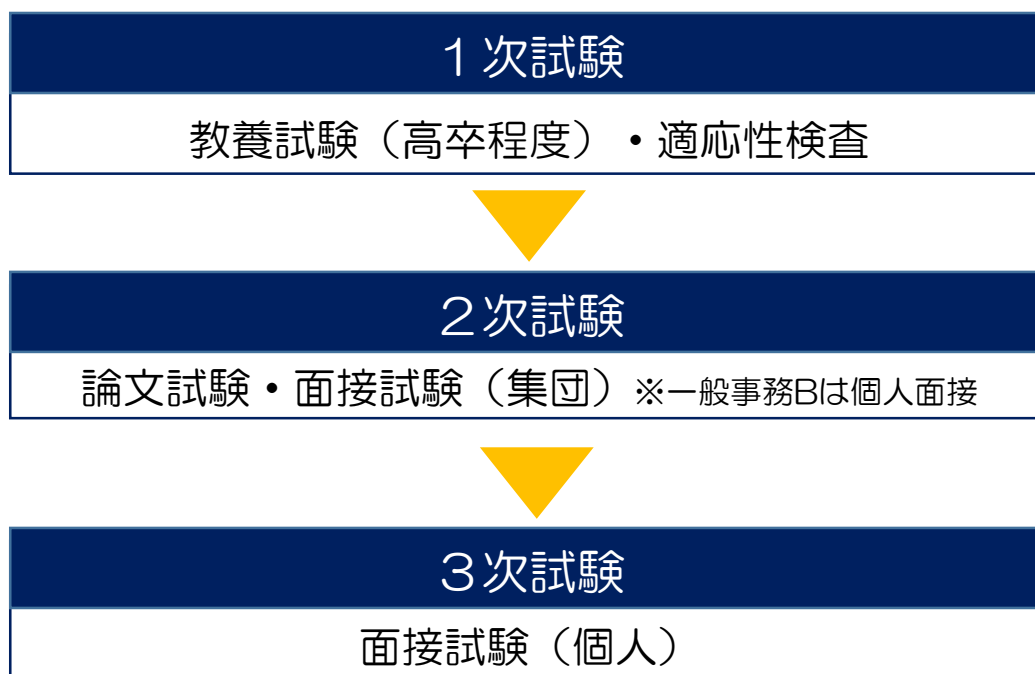 １次試験
教養試験（高卒程度）・適応性検査
２次試験
論文試験・面接試験（集団）※一般事務Bは個人面接
３次試験
面接試験（個人）